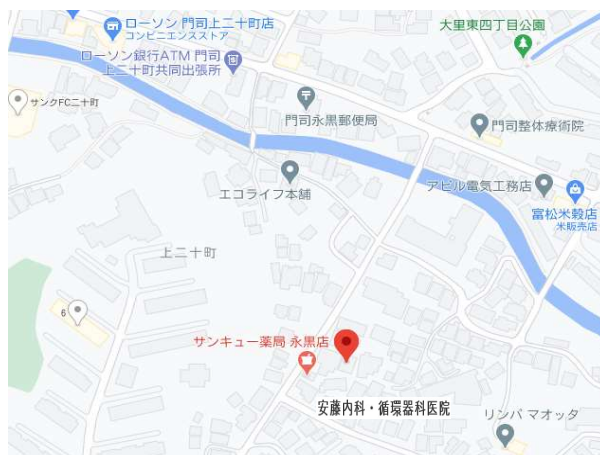 ローソン 門司上二十町店
コンビニエンスストア
大里東四丁目公園
ローソン銀行ATM 門司
上二十町共同出張所
サンクFC二十町
門司永黒郵便局
門司整体療術院
エコライフ本舗
アビル電気工務店
富松米穀店
米販売店
上二十町
6
サンキュー薬局 永黒店
安藤内科・循環器科医院
リンパ マオッタ